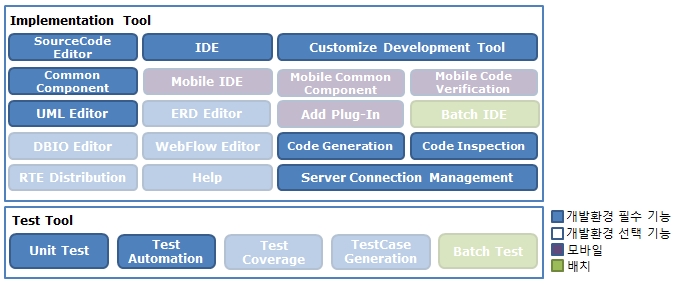 Implementation Tool
SourceCode
Editor
IDE
Customize Development Tool
Common
Component
Mobile IDE
Mobile Common
Component
Mobile Code
Verification
UML Editor
ERD Editor
Add Plug-In
Batch IDE
DBIO Editor
WebFlow Editor
Code Generation
Code Inspection
RTE Distribution
Help
Server Connection Management
Test Tool
Unit Test
Test
Automation
Test
Coverage
TestCase
Generation
Batch Test
개발환경 필수 기능
개발환경 선택 기능
모바일
배치